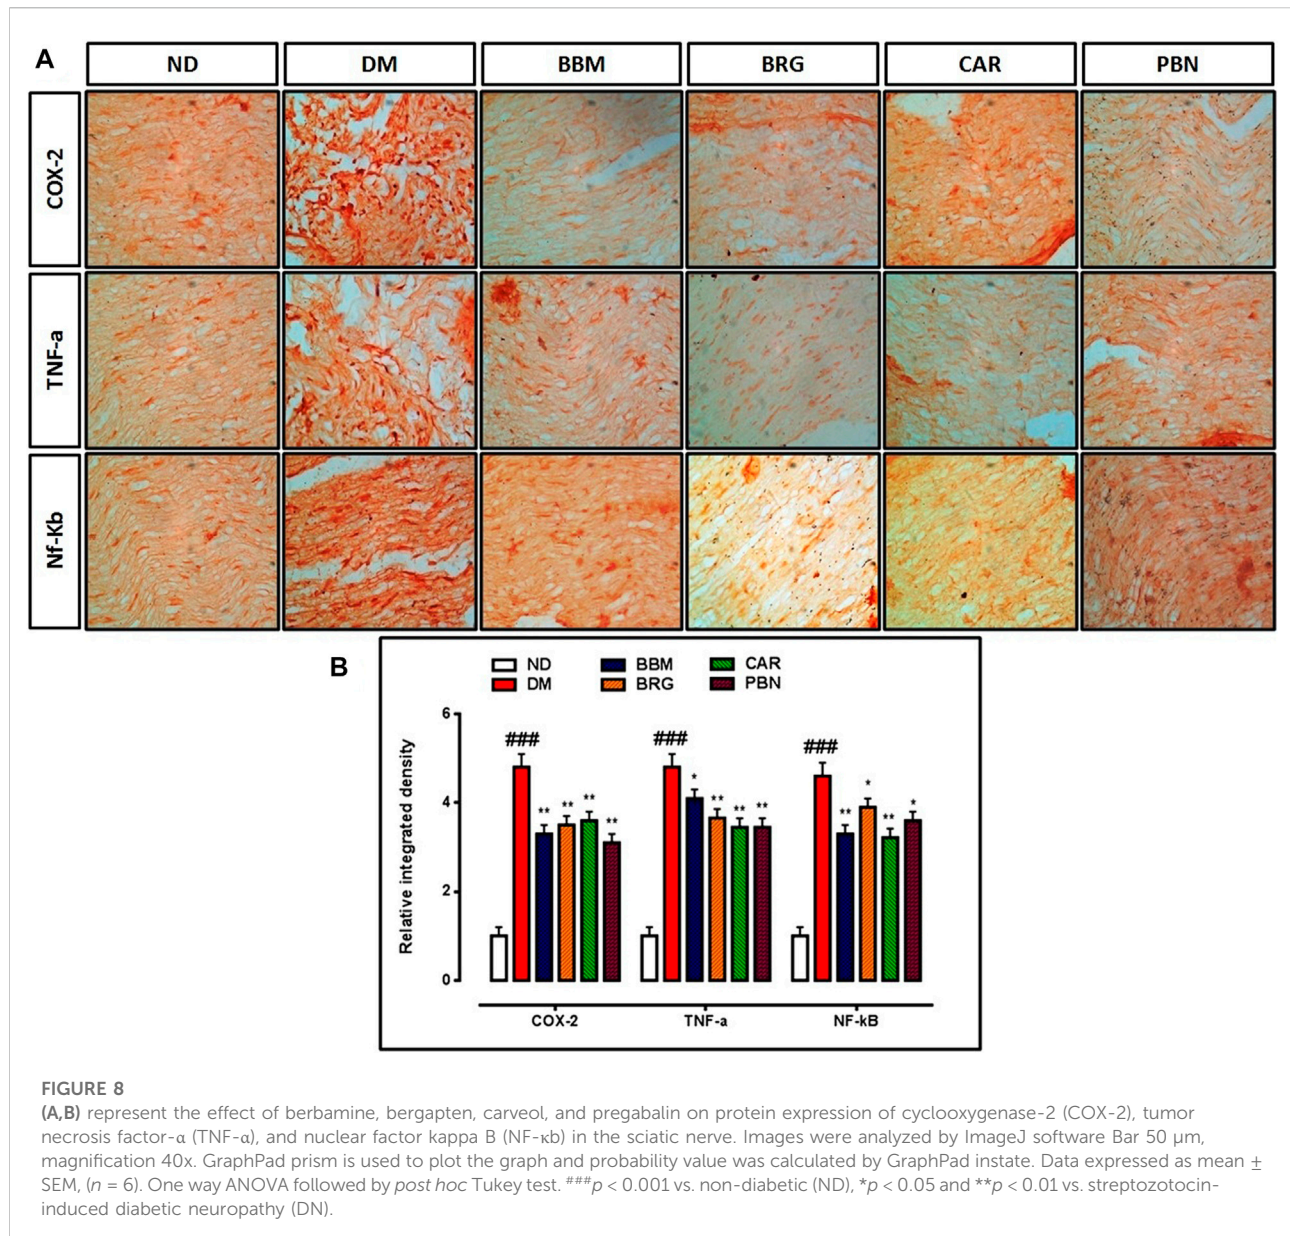 A
ND DM BBM BRG CAR PBN
COX-2
TNF-a
Nf-Kb
B
ND BBM CAR
DM BRG PBN
Relative integrated density
6
4
2
0
### ** ** ** **
### * ** ** **
### ** * ** *
COX-2 TNF-a NF-kB
FIGURE 8
(A,B) represent the effect of berbamine, bergapten, carveol, and pregabalin on protein expression of cyclooxygenase-2 (COX-2), tumor
necrosis factor-α (TNF-α), and nuclear factor kappa B (NF-κb) in the sciatic nerve. Images were analyzed by ImageJ software Bar 50 μm,
magnification 40x. GraphPad prism is used to plot the graph and probability value was calculated by GraphPad instate. Data expressed as mean ±
SEM, (n = 6). One way ANOVA followed by post hoc Tukey test. ###p < 0.001 vs. non-diabetic (ND), *p < 0.05 and **p < 0.01 vs. streptozotocin-
induced diabetic neuropathy (DN).